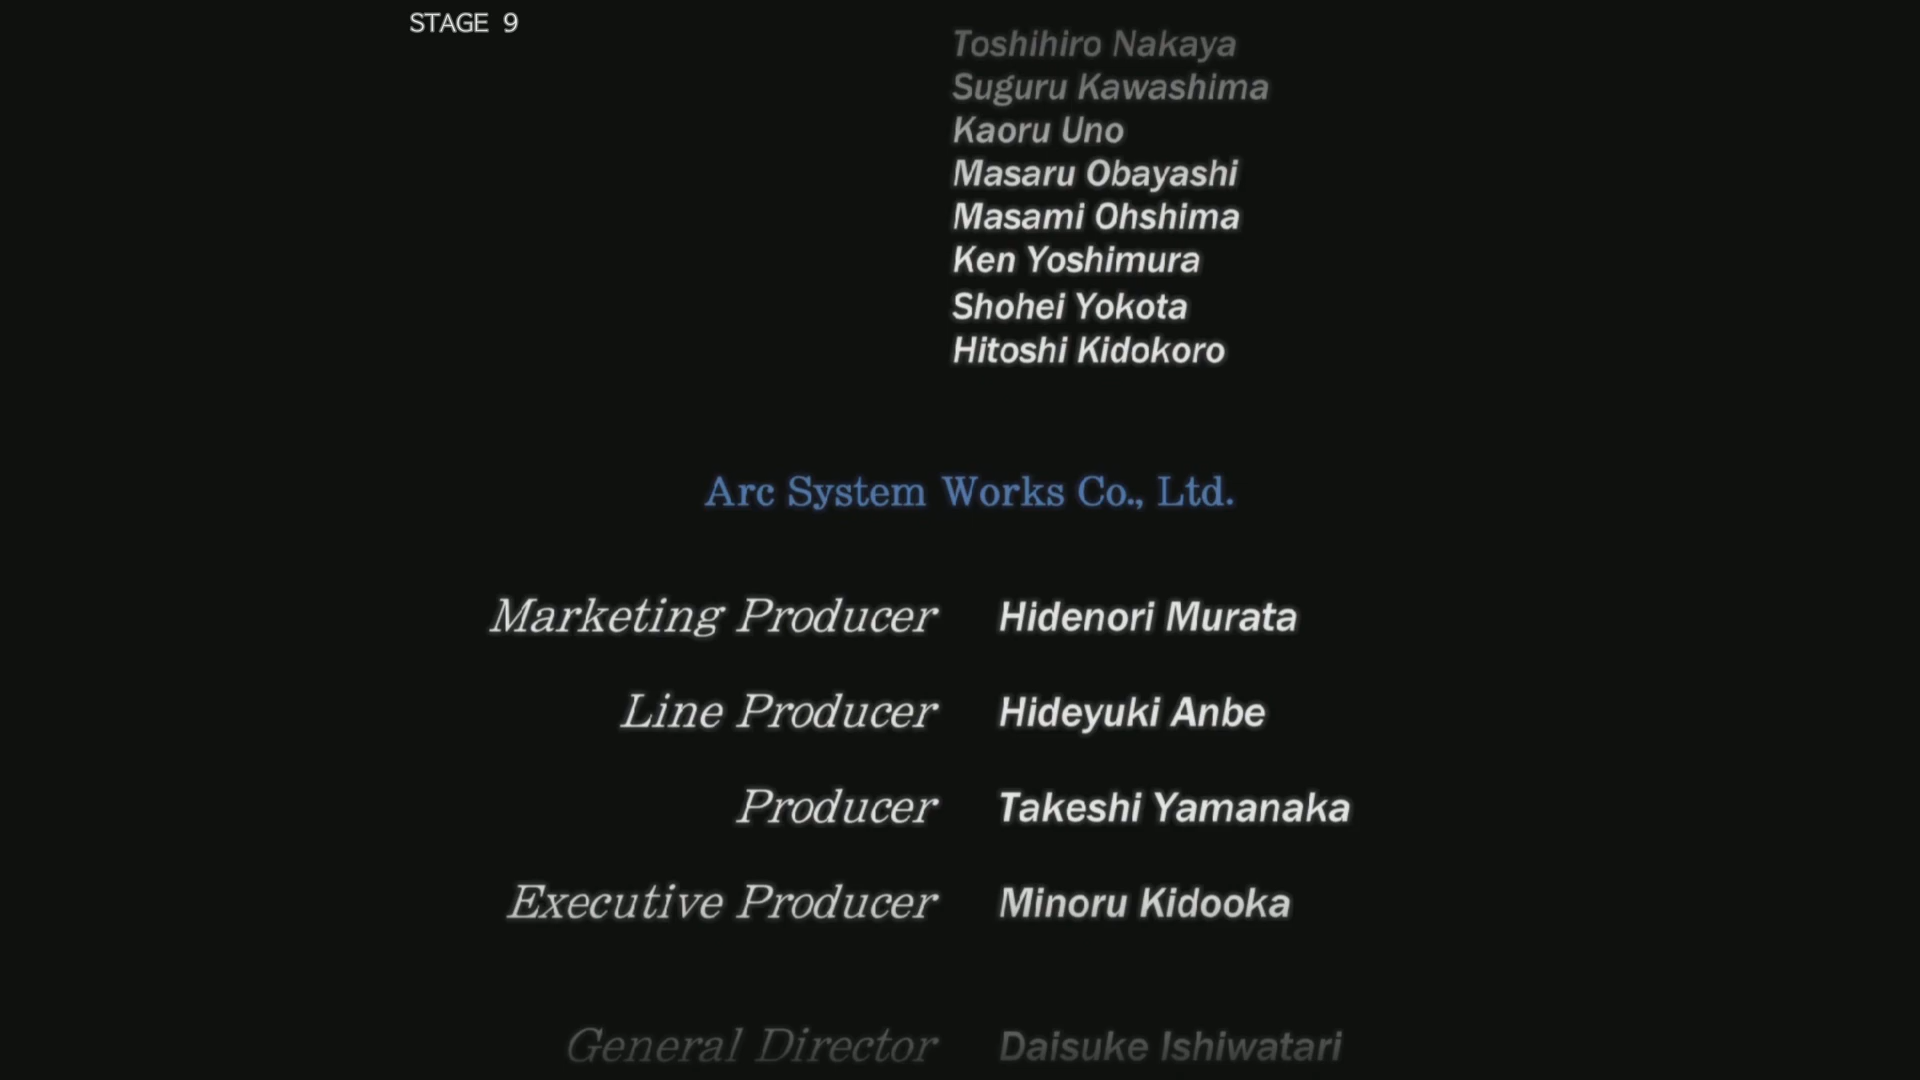 STAGE 9
Toshihiro Nakaya
Suguru Kawashima
Kaoru Uno
Masaru Obayashi
Masami Ohshima
Ken Yoshimura
Shohei Yokota
Hitoshi Kidokoro
Arc System Works Co., Ltd.
Marketing Producer Hidenori Murata
Line Producer Hideyuki Anbe
Producer Takeshi Yamanaka
Executive Producer Minoru Kidooka
General Director Daisuke Ishiwatari